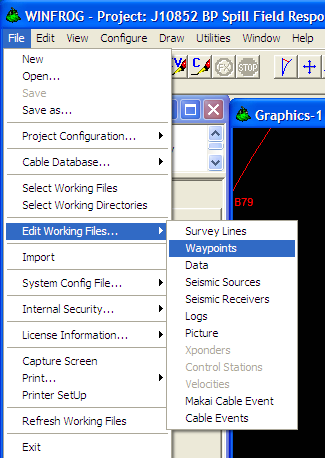 WINFROG - Project: J10852 BP Spill Field Respo
File Edit View Configure Draw Utilities Window Help
New
Open...
Save
Save as...
Project Configuration...
Cable Database...
Select Working Files
Select Working Directories
Edit Working Files...
Import
System Config File...
Internal Security...
License Information...
Capture Screen
Print...
Printer SetUp
Refresh Working Files
Exit
Survey Lines
Waypoints
Data
Seismic Sources
Seismic Receivers
Logs
Picture
Xponders
Control Stations
Velocities
Makai Cable Event
Cable Events
STOP
Graphics-1
B79